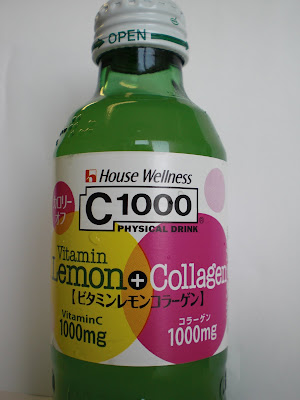 OPEN
House Wellness
C1000
PHYSICAL DRINK
カロリー
オフ
Vitamin
Lemon+Collagen
【ビタミンレモンコラーゲン】
VitaminC
1000mg
コラーゲン
1000mg